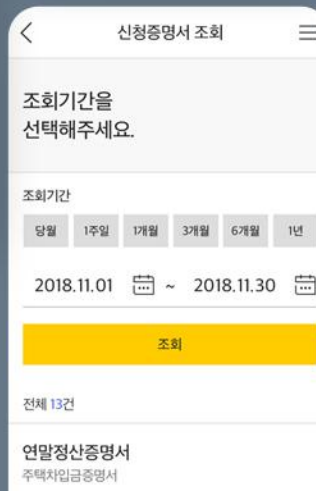 신청증명서 조회
조회기간을
선택해주세요.
조회기간
당월 1주일 1개월 3개월 6개월 1년
2018.11.01 ~ 2018.11.30
조회
전체 13건
연말정산증명서
주택차입금증명서